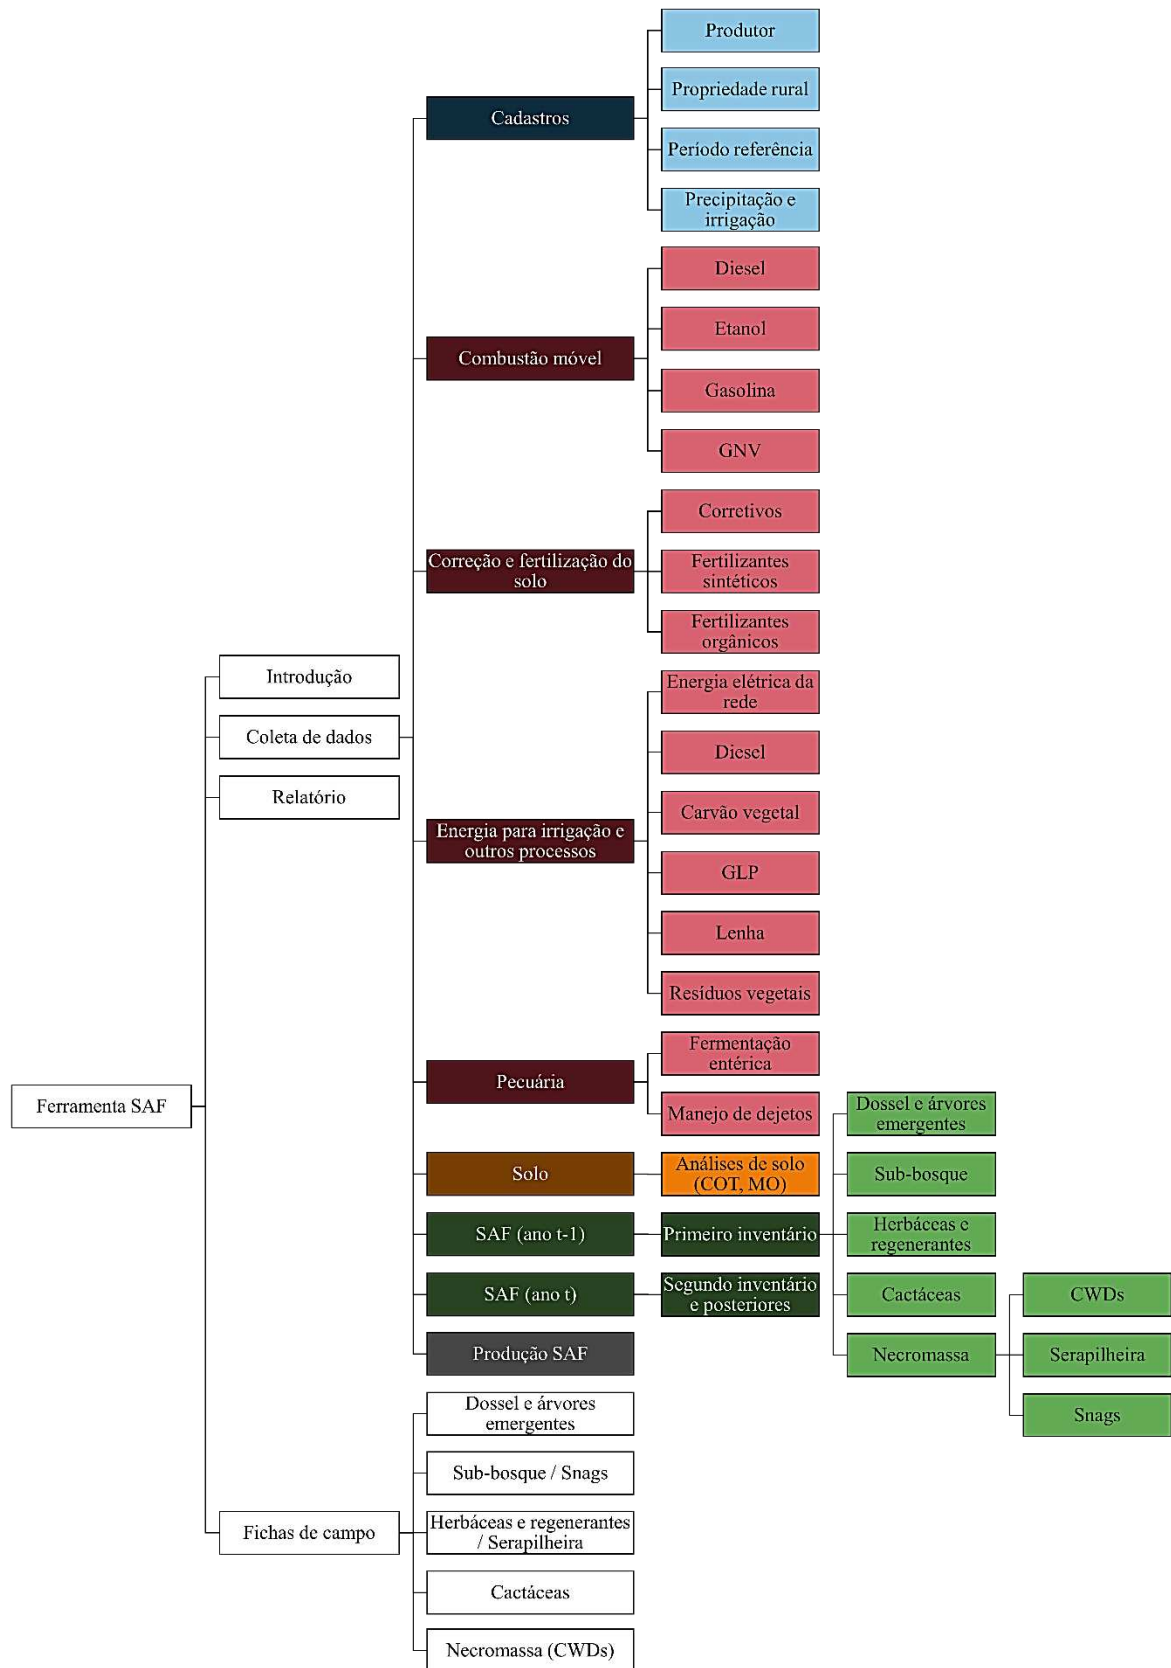 Produtor
Propriedade rural
Cadastros
Período referência
Precipitação e
irrigação
Diesel
Etanol
Combustão móvel
Gasolina
GNV
Corretivos
Correção e fertilização do
solo
Fertilizantes
sintéticos
Fertilizantes
orgânicos
Introdução
Energia elétrica da
rede
Coleta de dados
Diesel
Relatório
Carvão vegetal
Energia para irrigação e
outros processos
GLP
Lenha
Resíduos vegetais
Fermentação
entérica
Pecuária
Ferramenta SAF
Manejo de dejetos
Dossel e árvores
emergentes
Solo
Análises de solo
(COT, MO)
Sub-bosque
SAF (ano t-1)
Primeiro inventário
Herbáceas e
regenerantes
SAF (ano t)
Segundo inventário
e posteriores
Cactáceas
CWDs
Produção SAF
Necromassa
Serapilheira
Snags
Dossel e árvores
emergentes
Sub-bosque / Snags
Fichas de campo
Herbáceas e regenerantes
/ Serapilheira
Cactáceas
Necromassa (CWDs)